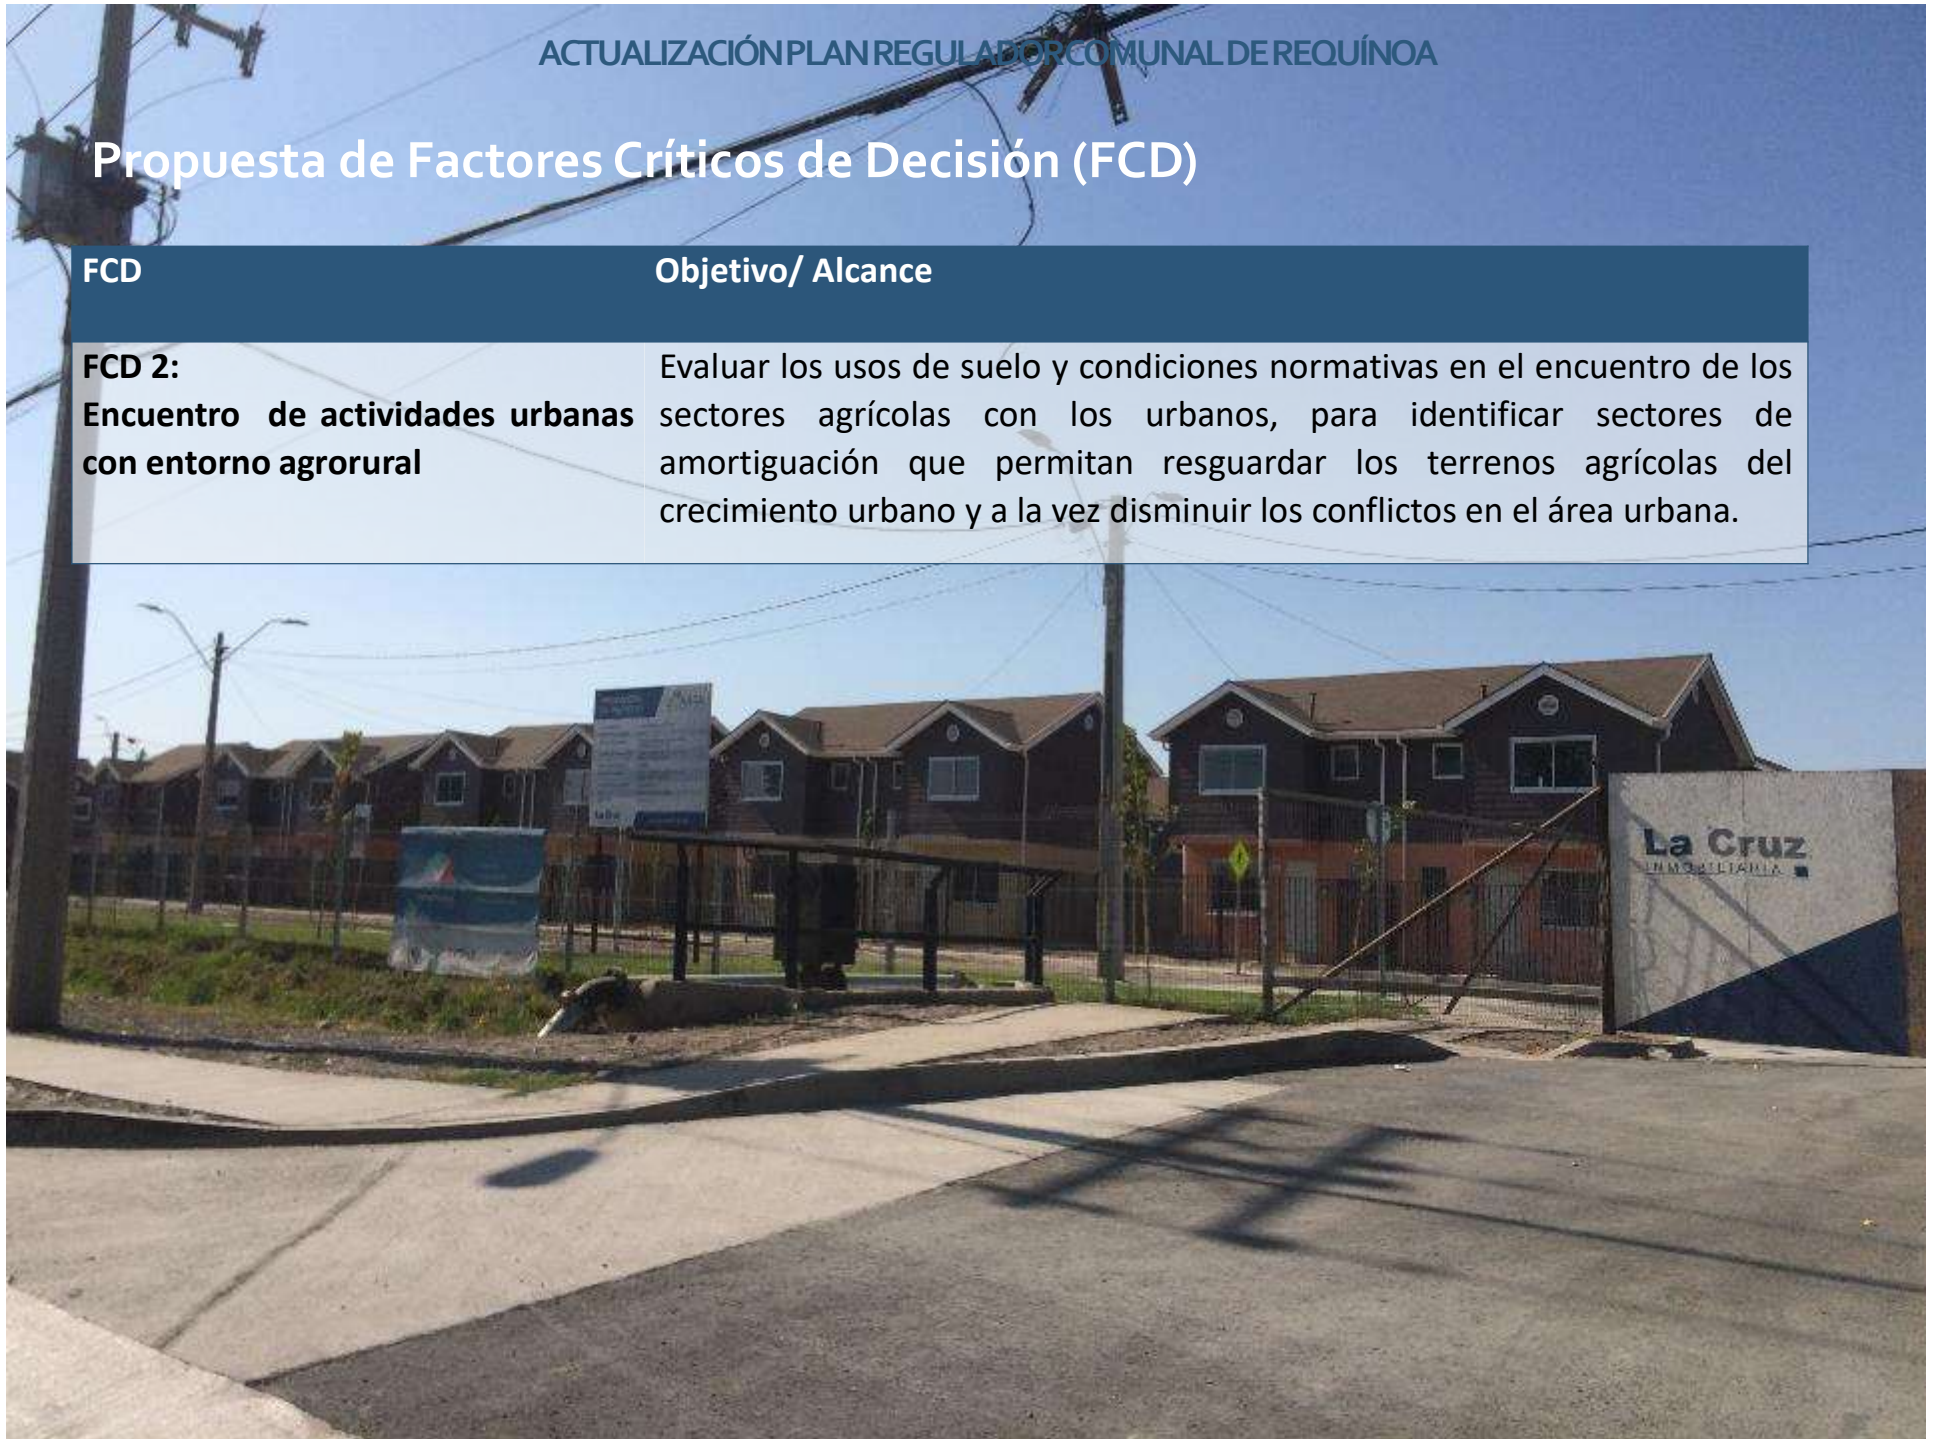 ACTUALIZACIÓN PLAN REGULADOR COMUNAL DE REQUÍNOA
Propuesta de Factores Críticos de Decisión (FCD)
FCD
Objetivo/ Alcance
FCD 2:
Encuentro de actividades urbanas
con entorno agrorural
Evaluar los usos de suelo y condiciones normativas en el encuentro de los
sectores agrícolas con los urbanos, para identificar sectores de
amortiguación que permitan resguardar los terrenos agrícolas del
crecimiento urbano y a la vez disminuir los conflictos en el área urbana.
La Cruz
INMOBILIARIA